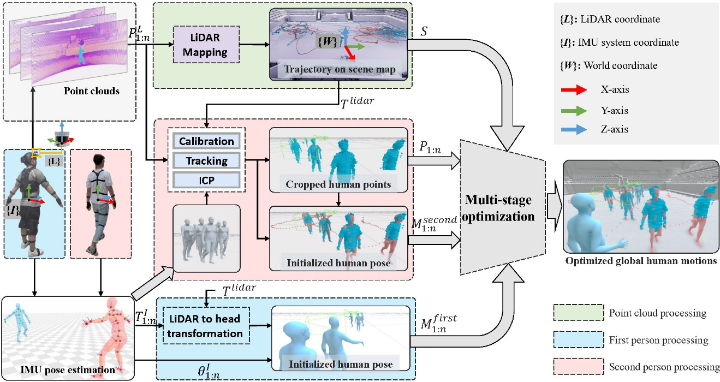 Point clouds
P^L_{1:n}
LiDAR
Mapping
{W}
Trajectory on scene map
S
{L}: LiDAR coordinate
{I}: IMU system coordinate
{W}: World coordinate
X-axis
Y-axis
Z-axis
T^{lidar}
{L}
{I}
Calibration
Tracking
ICP
Cropped human points
P_{1:n}
Initialized human pose
M^{second}_{1:n}
Multi-stage
optimization
Optimized global human motions
IMU pose estimation
T^I_{1:n}
T^{lidar}
LiDAR to head
transformation
θ^I_{1:n}
Initialized human pose
M^{first}_{1:n}
Point cloud processing
First person processing
Second person processing